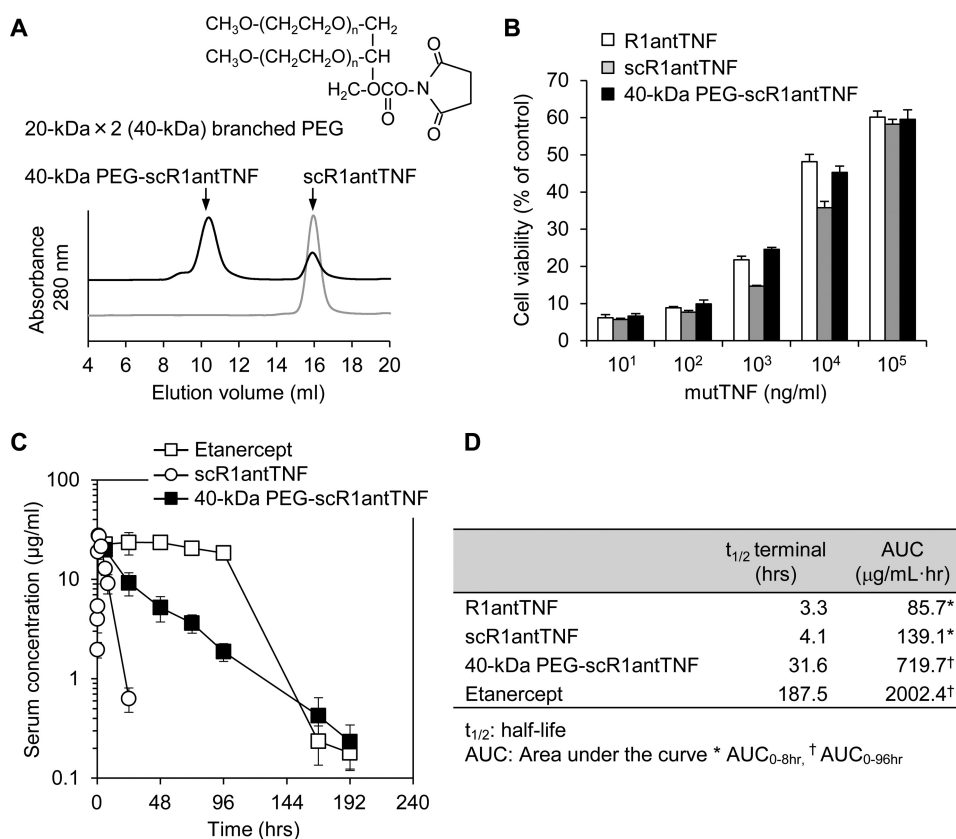 A
CH₃O-(CH₂CH₂O)ₙ-CH₂
CH₃O-(CH₂CH₂O)ₙ-CH
H₂C-OCO-N
O
O
O
20-kDa × 2 (40-kDa) branched PEG
40-kDa PEG-scR1antTNF
scR1antTNF
Absorbance
280 nm
4 6 8 10 12 14 16 18 20
Elution volume (ml)
B
R1antTNF
scR1antTNF
40-kDa PEG-scR1antTNF
Cell viability (% of control)
70
60
50
40
30
20
10
0
10¹ 10² 10³ 10⁴ 10⁵
mutTNF (ng/ml)
C
Etanercept
scR1antTNF
40-kDa PEG-scR1antTNF
Serum concentration (µg/ml)
100
10
1
0.1
0 48 96 144 192 240
Time (hrs)
D
t₁/₂ terminal AUC
(hrs) (µg/mL·hr)
R1antTNF 3.3 85.7*
scR1antTNF 4.1 139.1*
40-kDa PEG-scR1antTNF 31.6 719.7†
Etanercept 187.5 2002.4†
t₁/₂: half-life
AUC: Area under the curve * AUC₀₋₈ₕᵣ, † AUC₀₋₉₆ₕᵣ